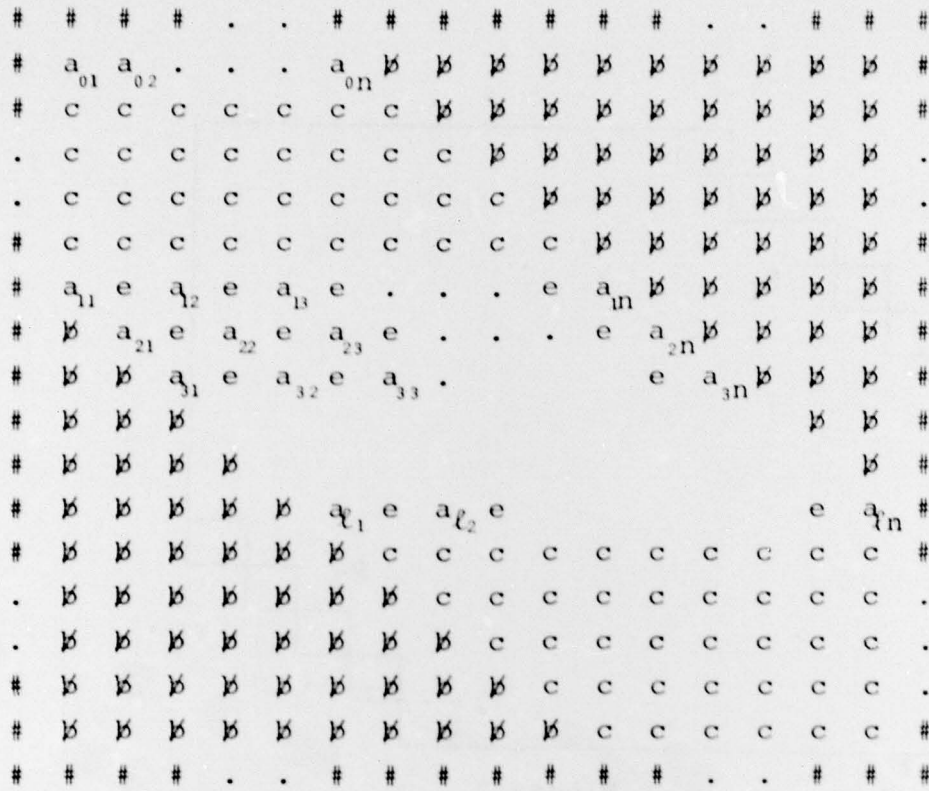 # # # # . . # # # # # # # . . # # #
# a₀₁ a₀₂ . . . a₀ₙ b̸ b̸ b̸ b̸ b̸ b̸ b̸ b̸ b̸ b̸ #
# c c c c c c c b̸ b̸ b̸ b̸ b̸ b̸ b̸ b̸ b̸ #
. c c c c c c c c b̸ b̸ b̸ b̸ b̸ b̸ b̸ b̸ .
. c c c c c c c c c b̸ b̸ b̸ b̸ b̸ b̸ b̸ .
# c c c c c c c c c c b̸ b̸ b̸ b̸ b̸ b̸ #
# a₁₁ e a₁₂ e a₁₃ e . . . e a₁ₙ b̸ b̸ b̸ b̸ b̸ #
# b̸ a₂₁ e a₂₂ e a₂₃ e . . . e a₂ₙ b̸ b̸ b̸ b̸ #
# b̸ b̸ a₃₁ e a₃₂ e a₃₃ . e a₃ₙ b̸ b̸ b̸ #
# b̸ b̸ b̸ b̸ b̸ #
# b̸ b̸ b̸ b̸ b̸ #
# b̸ b̸ b̸ b̸ b̸ aℓ₁ e aℓ₂ e e aℓₙ #
# b̸ b̸ b̸ b̸ b̸ b̸ c c c c c c c c c c #
. b̸ b̸ b̸ b̸ b̸ b̸ b̸ c c c c c c c c c .
. b̸ b̸ b̸ b̸ b̸ b̸ b̸ b̸ c c c c c c c c .
# b̸ b̸ b̸ b̸ b̸ b̸ b̸ b̸ b̸ c c c c c c c .
# b̸ b̸ b̸ b̸ b̸ b̸ b̸ b̸ b̸ b̸ c c c c c c #
# # # # . . # # # # # # # . . # # #